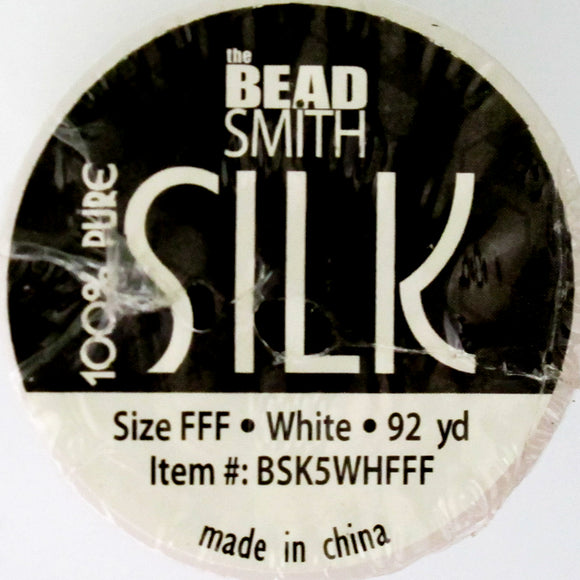 the
BEAD
SMITH
100% PURE
SILK
Size FFF • White • 92 yd
Item #: BSK5WHFFF
made in china